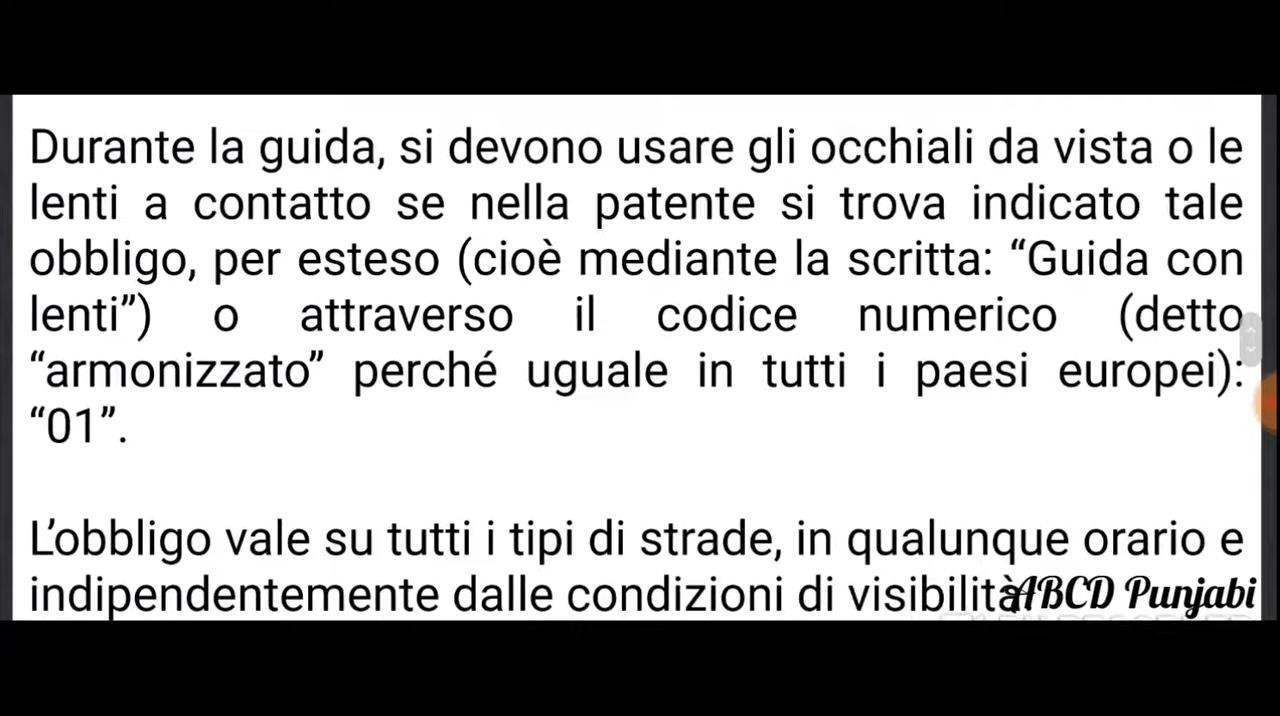 Durante la guida, si devono usare gli occhiali da vista o le
lenti a contatto se nella patente si trova indicato tale
obbligo, per esteso (cioè mediante la scritta: “Guida con
lenti”) o attraverso il codice numerico (detto
“armonizzato” perché uguale in tutti i paesi europei):
“01”.
L’obbligo vale su tutti i tipi di strade, in qualunque orario e
indipendentemente dalle condizioni di visibilità
ABCD Punjabi